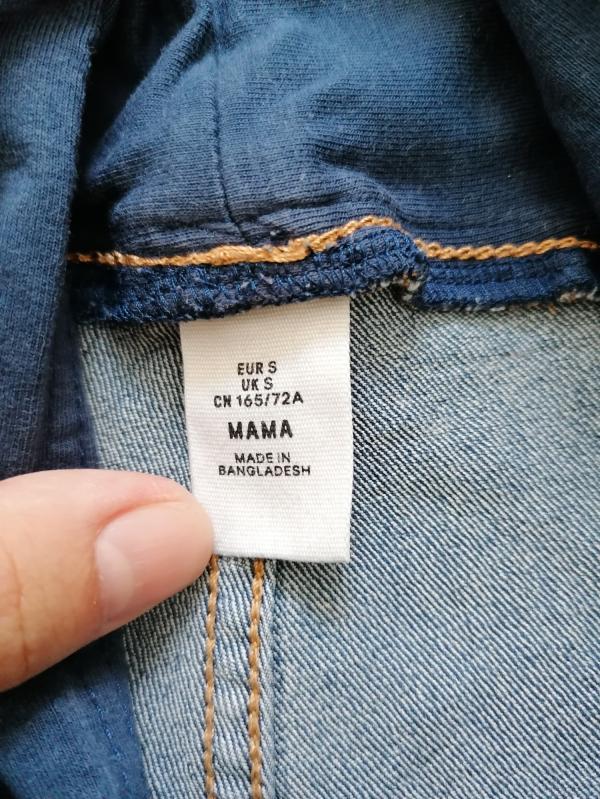 EUR S
UK S
CN 165/72A
MAMA
MADE IN
BANGLADESH